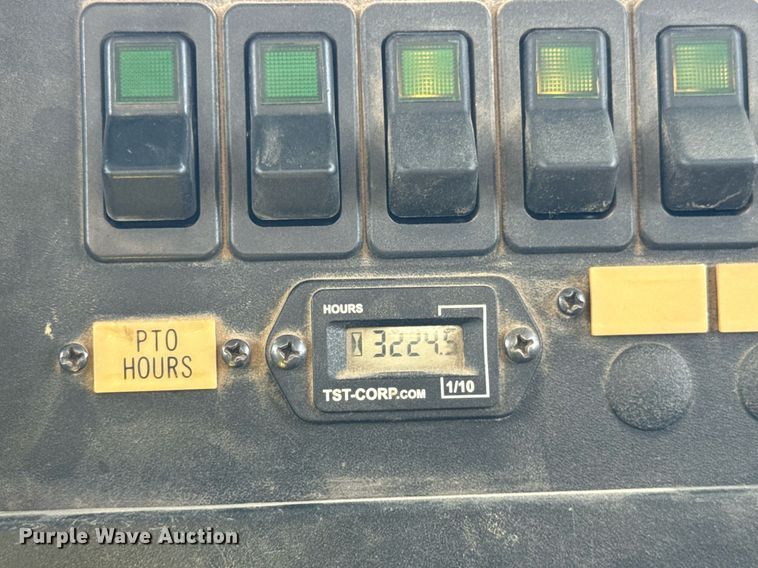 HOURS
3224.5
TST-CORP.COM
1/10
PTO
HOURS
Purple Wave Auction